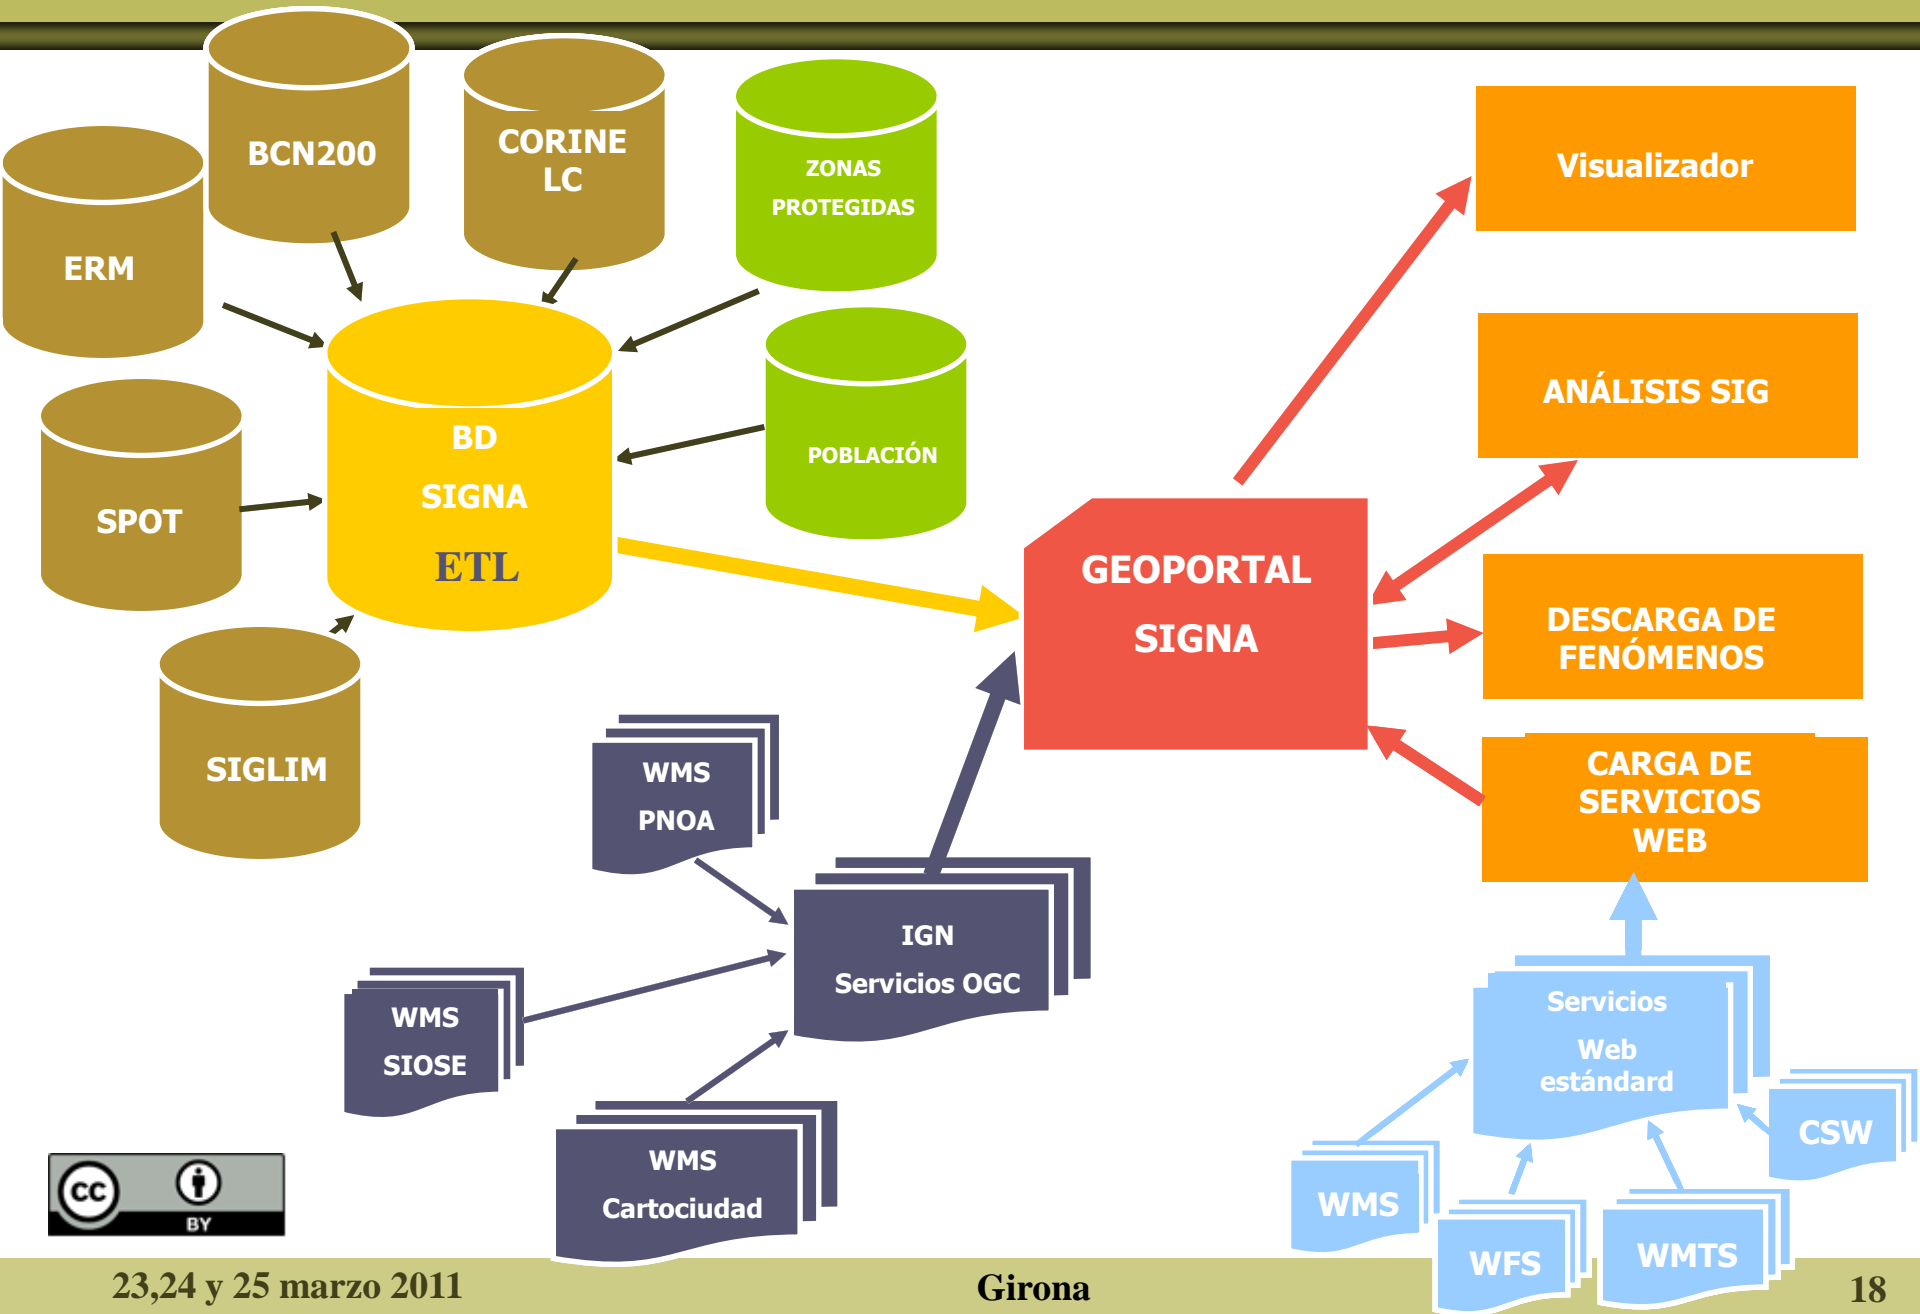 BCN200
CORINE
LC
ZONAS
PROTEGIDAS
ERM
BD
SIGNA
ETL
POBLACIÓN
SPOT
SIGLIM
GEOPORTAL
SIGNA
Visualizador
ANÁLISIS SIG
DESCARGA DE
FENÓMENOS
CARGA DE
SERVICIOS
WEB
WMS
PNOA
IGN
Servicios OGC
WMS
SIOSE
WMS
Cartociudad
Servicios
Web
estándard
CSW
WMS
WFS
WMTS
cc
BY
23,24 y 25 marzo 2011
Girona
18